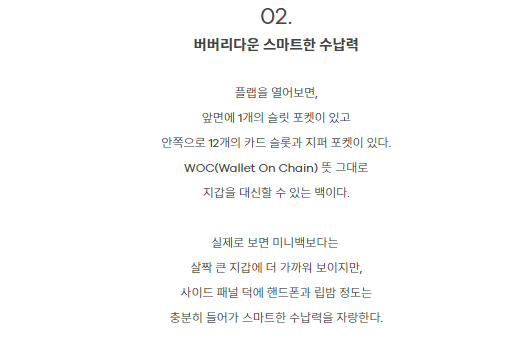 02.
버버리다운 스마트한 수납력
플랩을 열어보면,
앞면에 1개의 슬릿 포켓이 있고
안쪽으로 12개의 카드 슬롯과 지퍼 포켓이 있다.
WOC(Wallet On Chain) 뜻 그대로
지갑을 대신할 수 있는 백이다.
실제로 보면 미니백보다는
살짝 큰 지갑에 더 가까워 보이지만,
사이드 패널 덕에 핸드폰과 립밤 정도는
충분히 들어가 스마트한 수납력을 자랑한다.